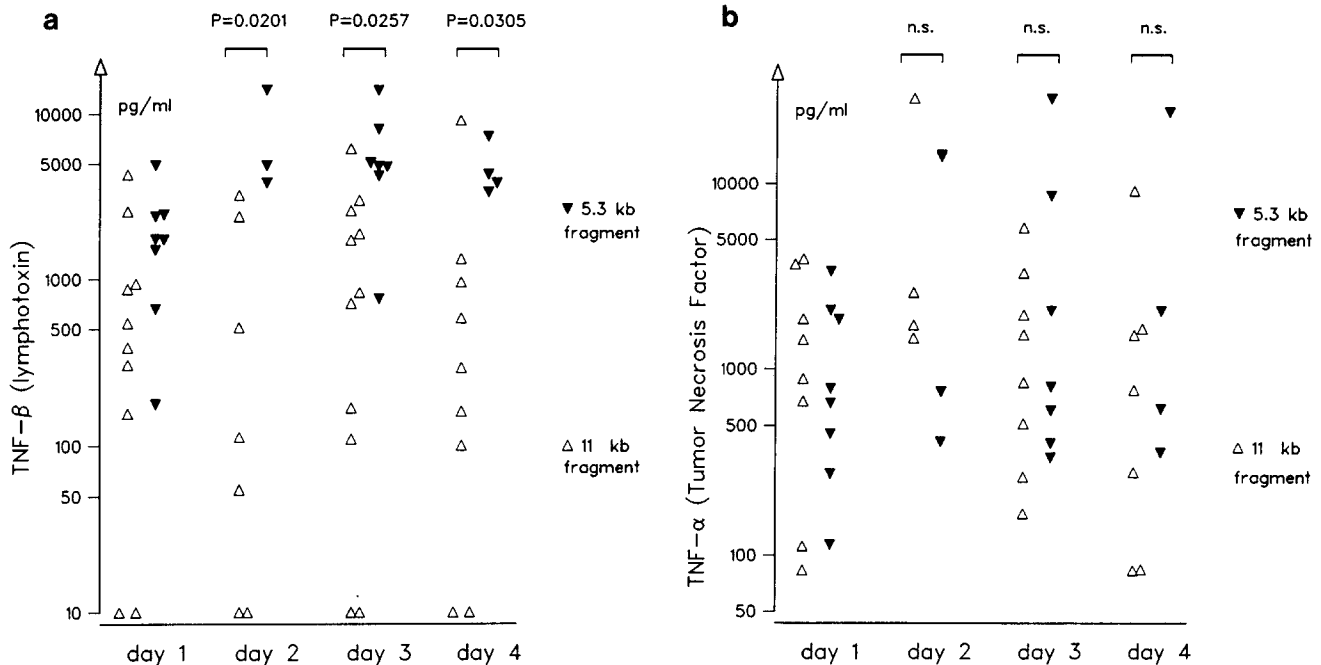 a
P=0.0201 P=0.0257 P=0.0305
pg/ml
10000
5000
1000
500
100
50
10
TNF-β (lymphotoxin)
day 1 day 2 day 3 day 4
▼ 5.3 kb
fragment
△ 11 kb
fragment
b
n.s. n.s. n.s.
pg/ml
10000
5000
1000
500
100
50
TNF-α (Tumor Necrosis Factor)
day 1 day 2 day 3 day 4
▼ 5.3 kb
fragment
△ 11 kb
fragment